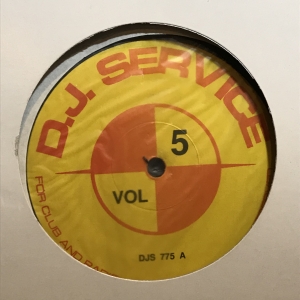 D.J. SERVICE
5
VOL
DJS 775 A
FOR CLUB AND